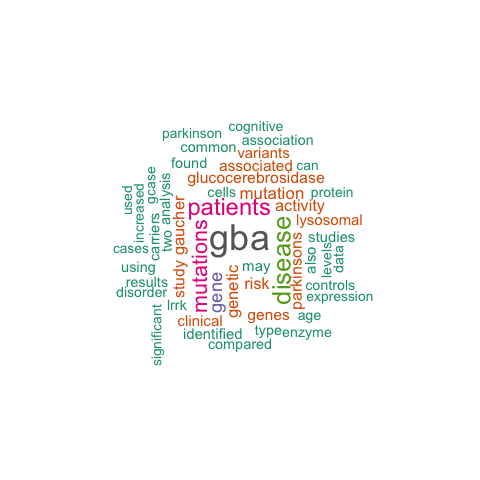 cognitive
parkinson
association
common
variants
found
associated can
glucocerebrosidase
cells mutation protein
patients activity
lysosomal
gba
studies
used
increased
gcase
carriers
two analysis
gaucher
study
cases
using
results
disorder
mutations
gene
genetic
may
risk
disease
parkinsons
also
levels
data
controls
expression
lrrk
clinical
genes age
identified
type enzyme
compared
significant